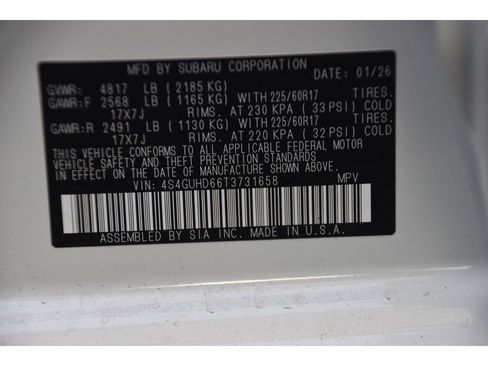 MFD BY SUBARU CORPORATION DATE: 01/26
GVWR: 4817 LB ( 2185 KG) TIRES.
GAWR:F 2568 LB ( 1165 KG) WITH 225/60R17
17X7J RIMS. AT 230 KPA ( 33 PSI) COLD
GAWR:R 2491 LB ( 1130 KG) WITH 225/60R17 TIRES.
17X7J RIMS. AT 220 KPA ( 32 PSI) COLD
THIS VEHICLE CONFORMS TO ALL APPLICABLE FEDERAL MOTOR
VEHICLE SAFETY AND THEFT PREVENTION STANDARDS
IN EFFECT ON THE DATE OF MANUFACTURE SHOWN ABOVE.
VIN: 4S4GUHD66T3731658 MPV
ASSEMBLED BY SIA INC. MADE IN U.S.A.